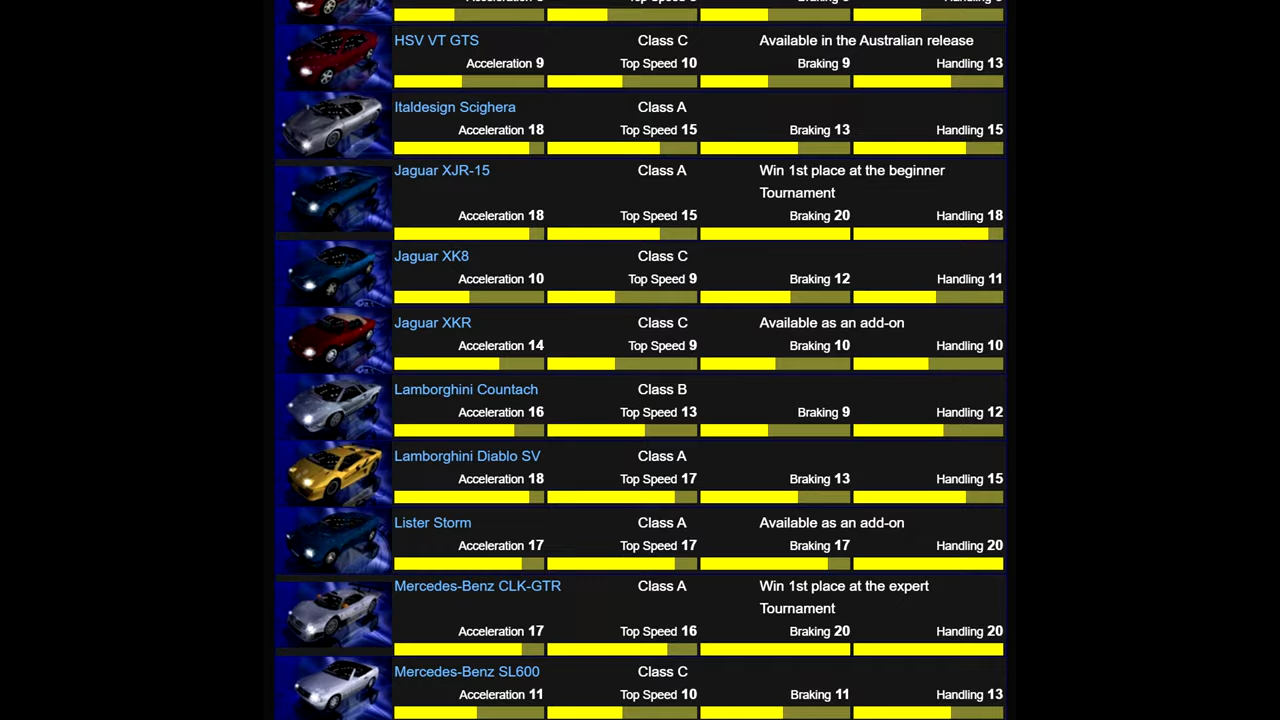 HSV VT GTS Class C Available in the Australian release
Acceleration 9 Top Speed 10 Braking 9 Handling 13
Italdesign Scighera Class A
Acceleration 18 Top Speed 15 Braking 13 Handling 15
Jaguar XJR-15 Class A Win 1st place at the beginner
Tournament
Acceleration 18 Top Speed 15 Braking 20 Handling 18
Jaguar XK8 Class C
Acceleration 10 Top Speed 9 Braking 12 Handling 11
Jaguar XKR Class C Available as an add-on
Acceleration 14 Top Speed 9 Braking 10 Handling 10
Lamborghini Countach Class B
Acceleration 16 Top Speed 13 Braking 9 Handling 12
Lamborghini Diablo SV Class A
Acceleration 18 Top Speed 17 Braking 13 Handling 15
Lister Storm Class A Available as an add-on
Acceleration 17 Top Speed 17 Braking 17 Handling 20
Mercedes-Benz CLK-GTR Class A Win 1st place at the expert
Tournament
Acceleration 17 Top Speed 16 Braking 20 Handling 20
Mercedes-Benz SL600 Class C
Acceleration 11 Top Speed 10 Braking 11 Handling 13